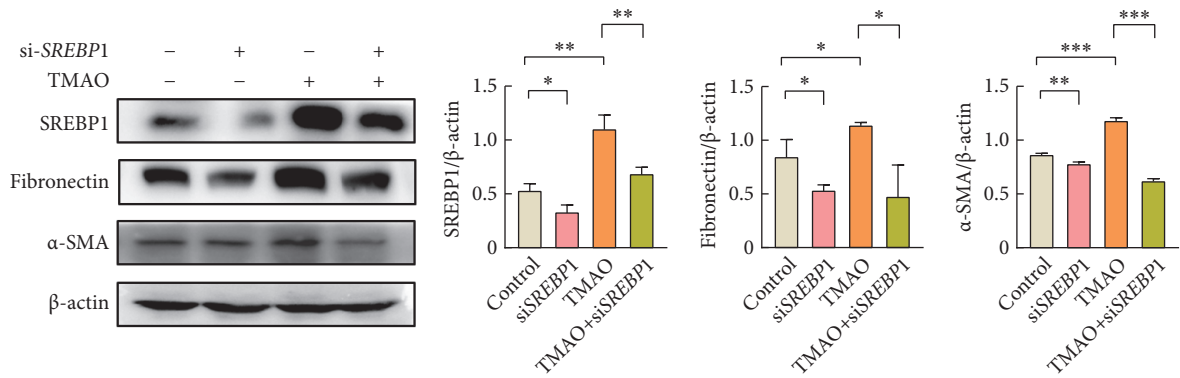 si-SREBP1 – + – +
TMAO – – + +
SREBP1
Fibronectin
α-SMA
β-actin
SREBP1/β-actin
1.5
1.0
0.5
0
** 
**
*
Control
siSREBP1
TMAO
TMAO+siSREBP1
Fibronectin/β-actin
1.5
1.0
0.5
0
*
*
*
Control
siSREBP1
TMAO
TMAO+siSREBP1
α-SMA/β-actin
1.5
1.0
0.5
0
***
***
**
Control
siSREBP1
TMAO
TMAO+siSREBP1